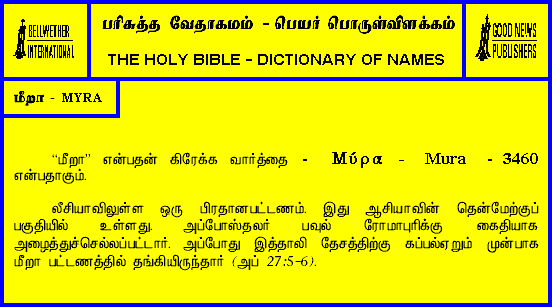 BELLWETHER
INTERNATIONAL
பரிசுத்த வேதாகமம் - பெயர் பொருள்விளக்கம்
THE HOLY BIBLE - DICTIONARY OF NAMES
GOOD NEWS
PUBLISHERS
மீறா - MYRA
“மீறா” என்பதன் கிரேக்க வார்த்தை - Μύρα - Mura - 3460
என்பதாகும்.
லீசியாவிலுள்ள ஒரு பிரதானபட்டணம். இது ஆசியாவின் தென்மேற்குப்
பகுதியில் உள்ளது. அப்போஸ்தலர் பவுல் ரோமாபுரிக்கு கைதியாக
அழைத்துச்செல்லப்பட்டார். அப்போது இத்தாலி தேசத்திற்கு கப்பல்ஏறும் முன்பாக
மீறா பட்டணத்தில் தங்கியிருந்தார் (அப் 27:5-6).